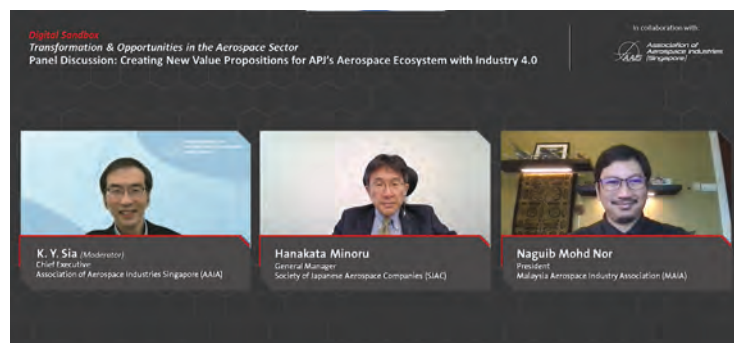 Digital Sandbox
Transformation & Opportunities in the Aerospace Sector
Panel Discussion: Creating New Value Propositions for APJ's Aerospace Ecosystem with Industry 4.0
In collaboration with:
AAIS
Association of
Aerospace Industries
(Singapore)
K. Y. Sia (Moderator)
Chief Executive
Association of Aerospace Industries Singapore (AAIA)
Hanakata Minoru
General Manager
Society of Japanese Aerospace Companies (SJAC)
Naguib Mohd Nor
President
Malaysia Aerospace Industry Association (MAIA)